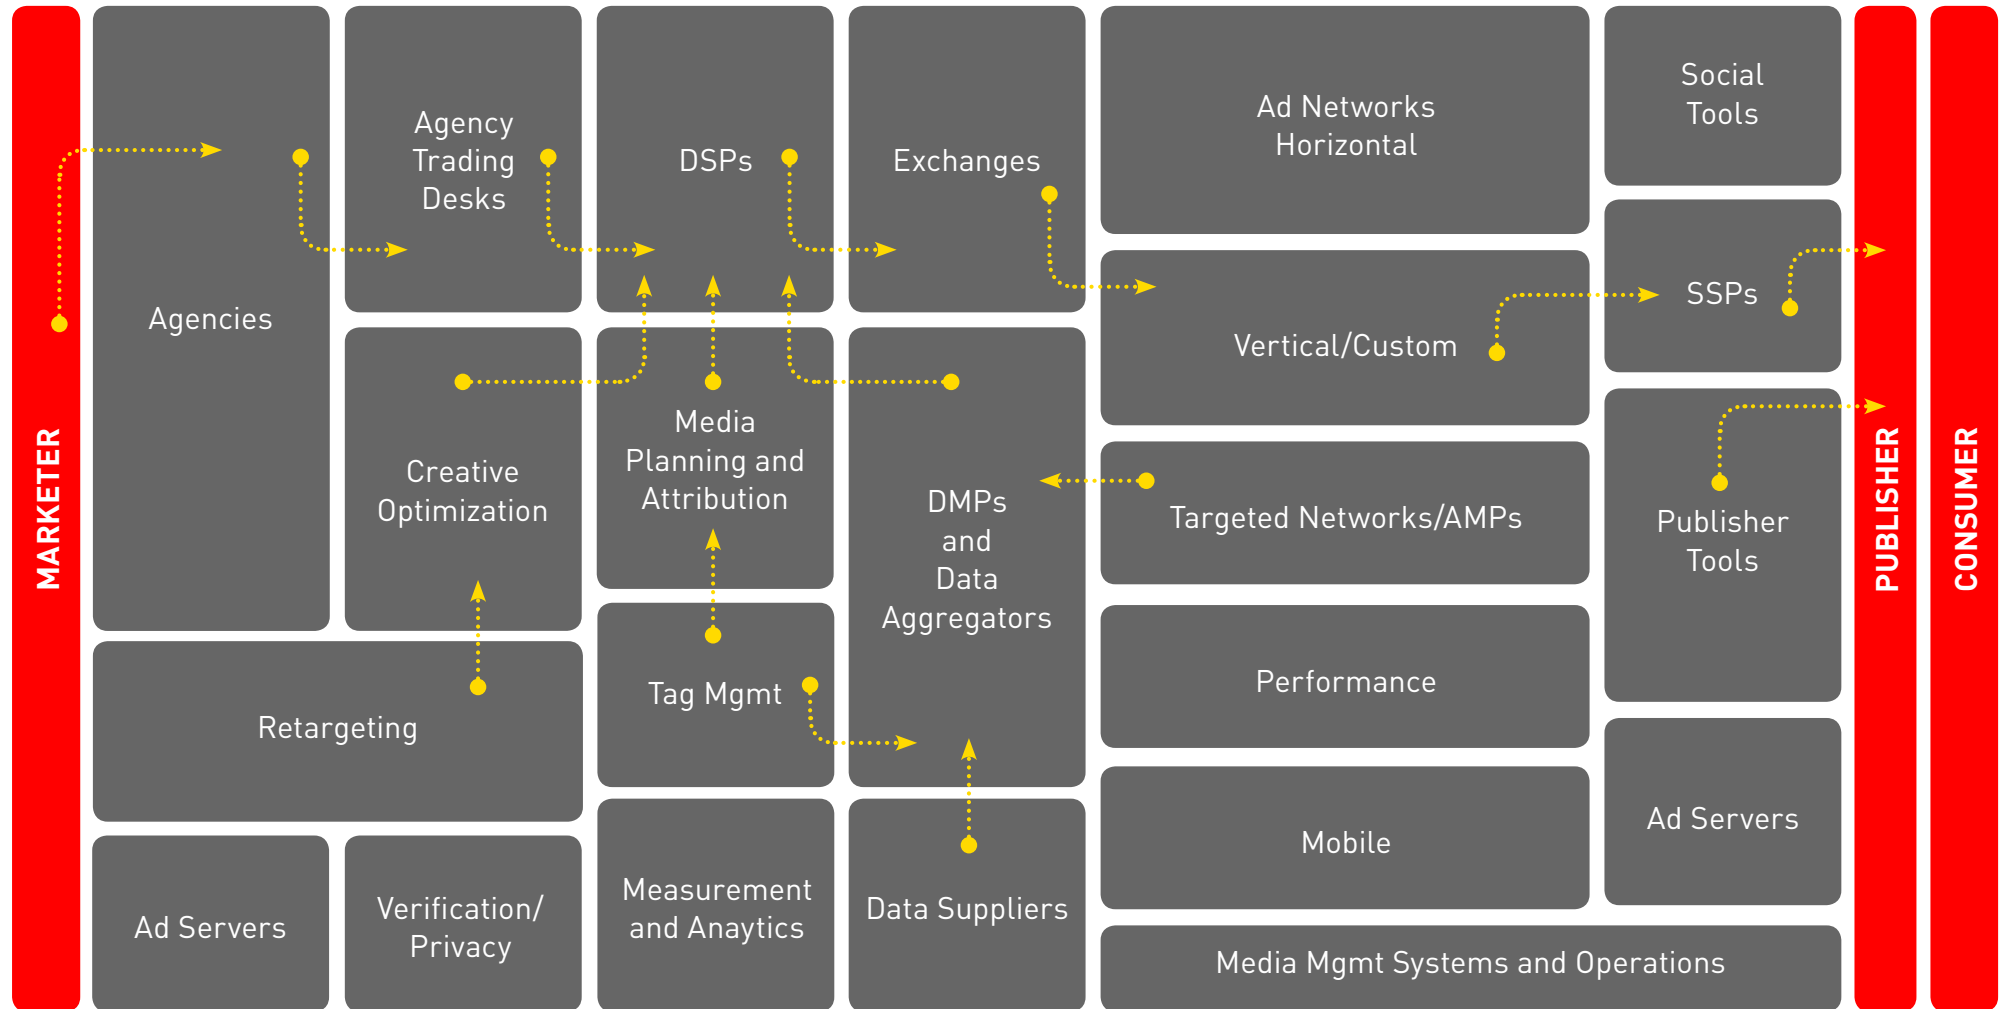 MARKETER
Agencies
Agency
Trading
Desks
DSPs
Exchanges
Ad Networks
Horizontal
Social
Tools
Vertical/Custom
SSPs
Creative
Optimization
Media
Planning and
Attribution
DMPs
and
Data
Aggregators
Targeted Networks/AMPs
Publisher
Tools
Retargeting
Tag Mgmt
Performance
Mobile
Ad Servers
Ad Servers
Verification/
Privacy
Measurement
and Anaytics
Data Suppliers
Media Mgmt Systems and Operations
PUBLISHER
CONSUMER